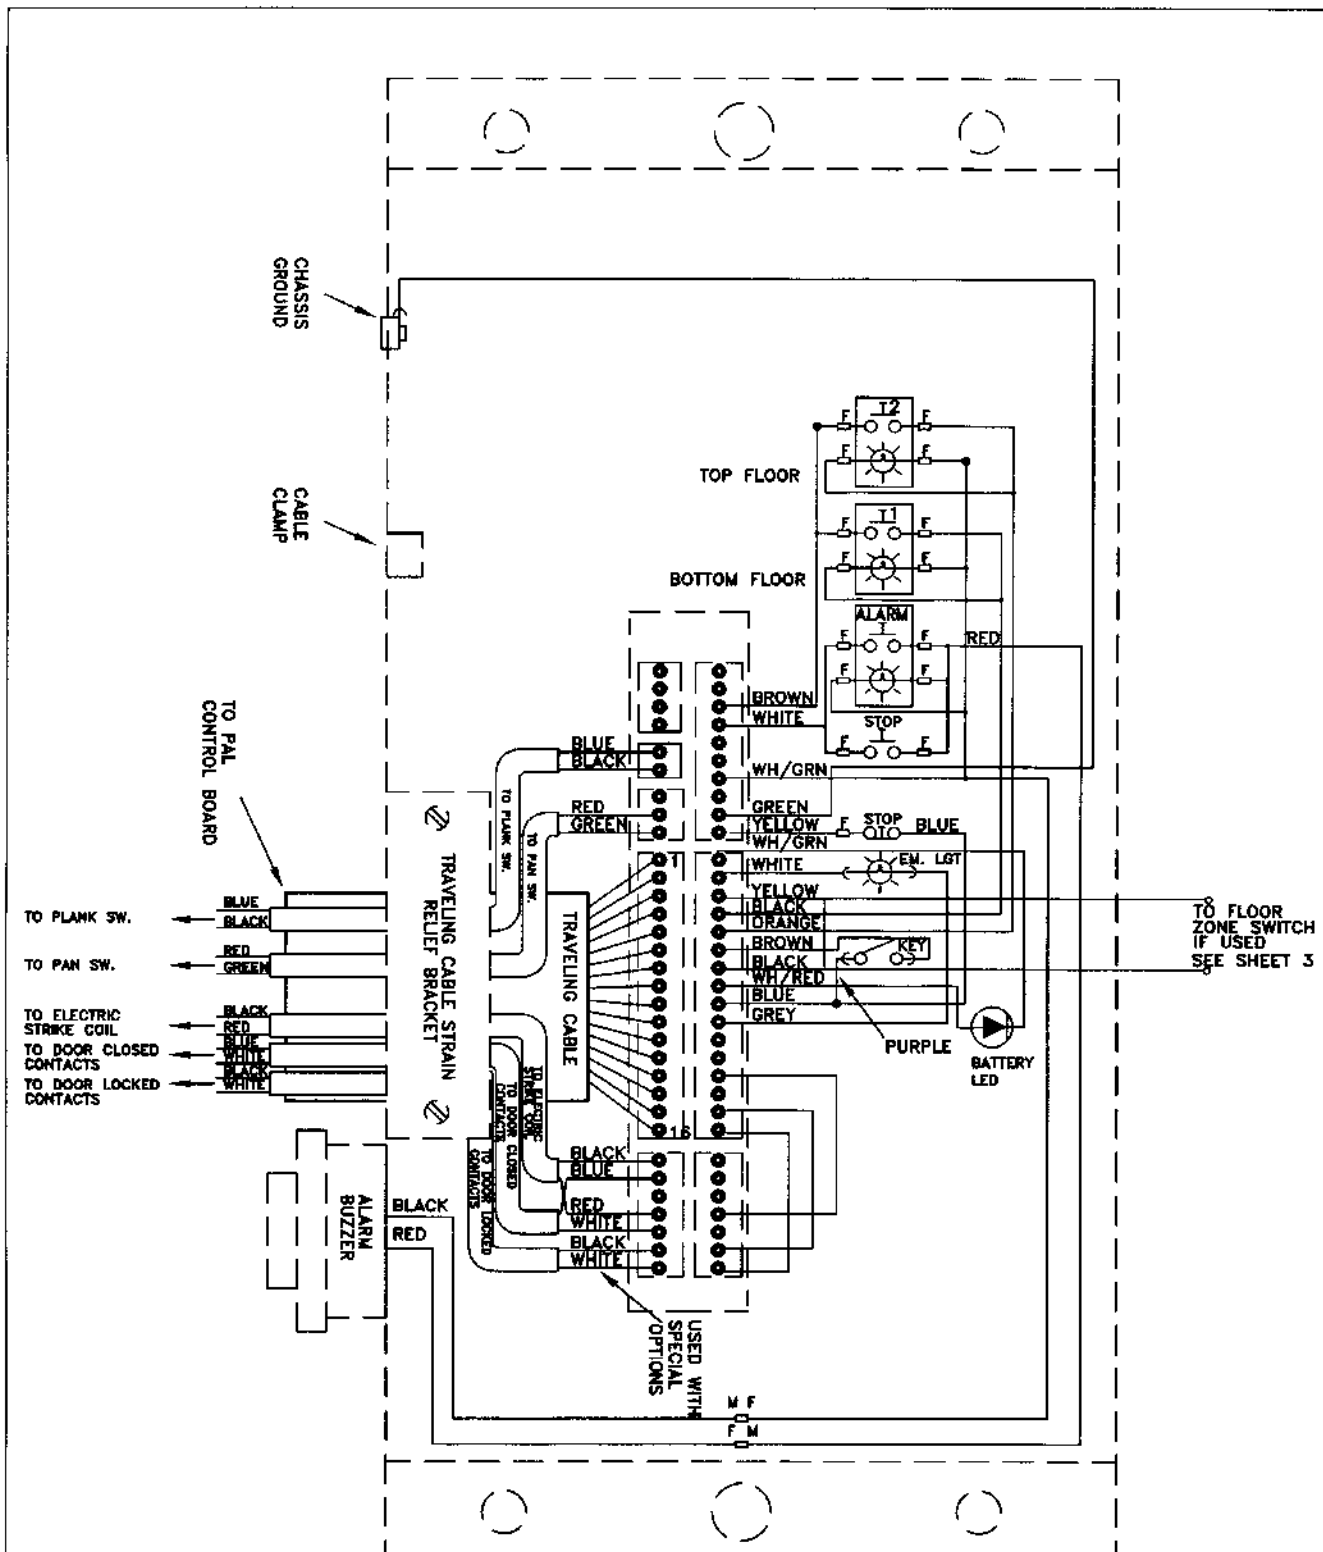 CHASSIS
GROUND
CABLE
CLAMP
TO PAL
CONTROL BOARD
F
T2
F
F
F
TOP FLOOR
F
T1
F
F
F
BOTTOM FLOOR
ALARM
F
F
RED
F
F
STOP
F
F
BROWN
WHITE
WH/GRN
GREEN
YELLOW
F
STOP
BLUE
WH/GRN
WHITE
EM. LGT
YELLOW
BLACK
ORANGE
BROWN
KEY
BLACK
WH/RED
BLUE
GREY
PURPLE
BATTERY
LED
TO FLOOR
ZONE SWITCH
IF USED
SEE SHEET 3
BLUE
BLACK
RED
GREEN
TO PLANK SW.
TO PAN SW.
1
16
TRAVELING CABLE
TRAVELING CABLE STRAIN
RELIEF BRACKET
TO PLANK SW.
BLUE
BLACK
TO PAN SW.
RED
GREEN
TO ELECTRIC
STRIKE COIL
BLACK
RED
TO DOOR CLOSED
CONTACTS
BLUE
WHITE
TO DOOR LOCKED
CONTACTS
BLACK
WHITE
TO ELECTRIC
STRIKE COIL
TO DOOR CLOSED
CONTACTS
TO DOOR LOCKED
CONTACTS
BLACK
BLUE
RED
WHITE
BLACK
WHITE
ALARM
BUZZER
BLACK
RED
USED WITH
SPECIAL
OPTIONS
M F
F M